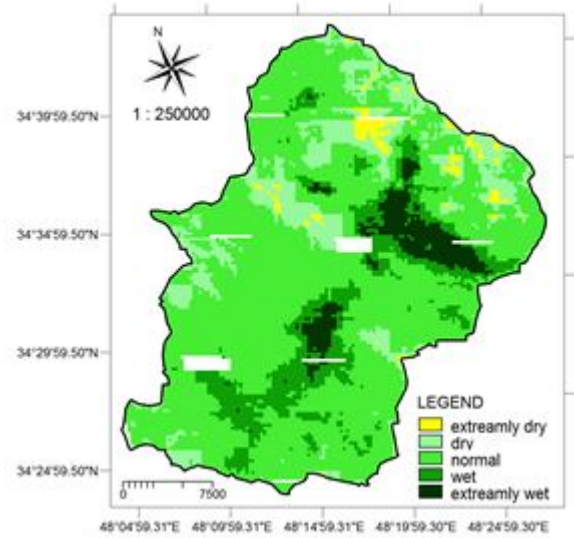 N
1 : 250000
34°39'59.50"N
34°34'59.50"N
34°29'59.50"N
34°24'59.50"N
LEGEND
extreamly dry
dry
normal
wet
extreamly wet
0 7500
48°04'59.31"E 48°09'59.31"E 48°14'59.31"E 48°19'59.30"E 48°24'59.30"E